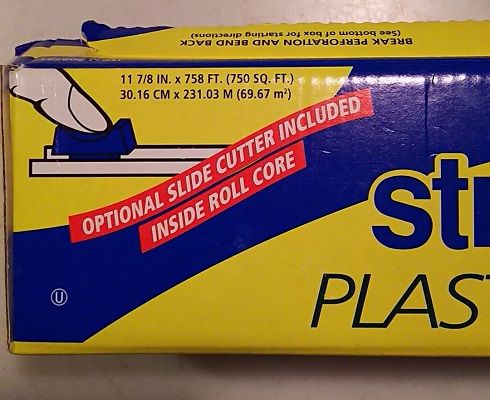 BREAK PERFORATION AND BEND BACK
(See bottom of box for starting directions)
11 7/8 IN. x 758 FT. (750 SQ. FT.)
30.16 CM x 231.03 M (69.67 m²)
OPTIONAL SLIDE CUTTER INCLUDED
INSIDE ROLL CORE
str
PLAST
U